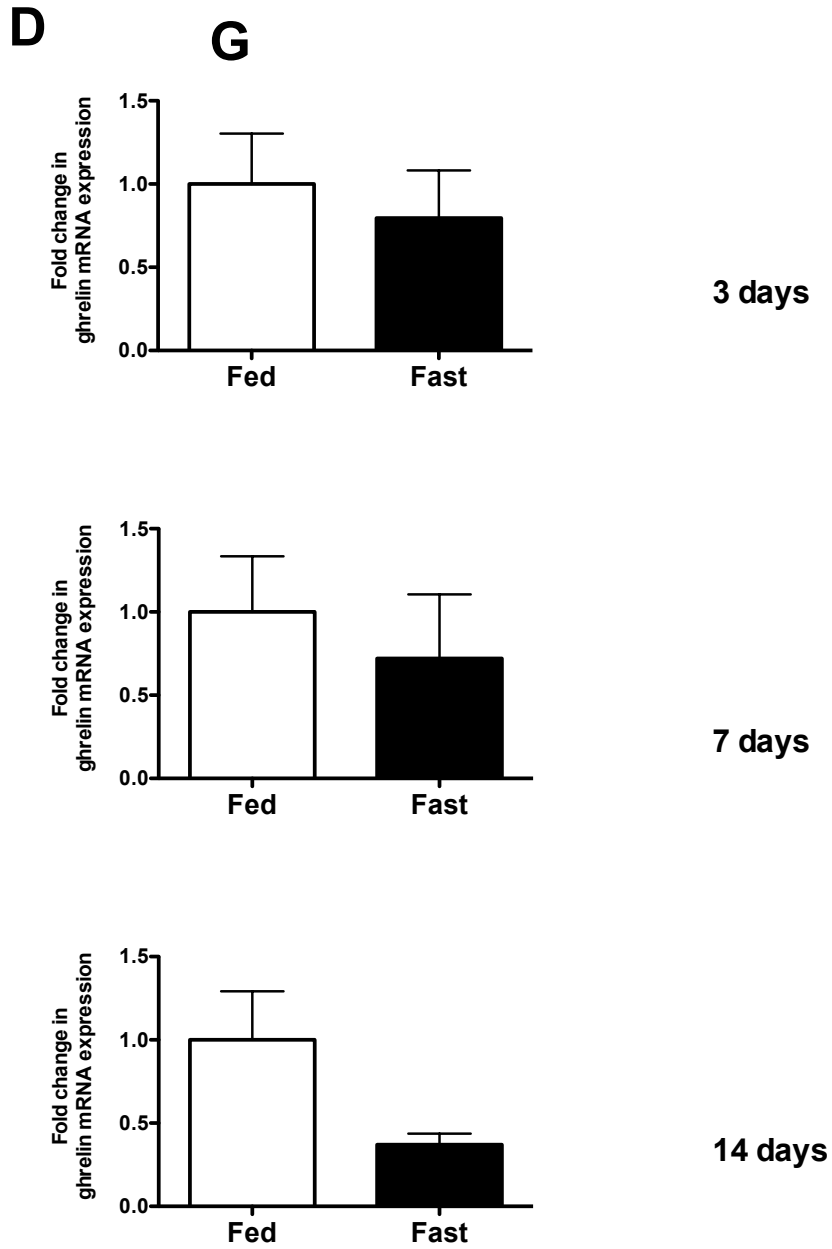 D
G
Fold change in
ghrelin mRNA expression
1.5
1.0
0.5
0.0
Fed Fast
3 days
Fold change in
ghrelin mRNA expression
1.5
1.0
0.5
0.0
Fed Fast
7 days
Fold change in
ghrelin mRNA expression
1.5
1.0
0.5
0.0
Fed Fast
14 days